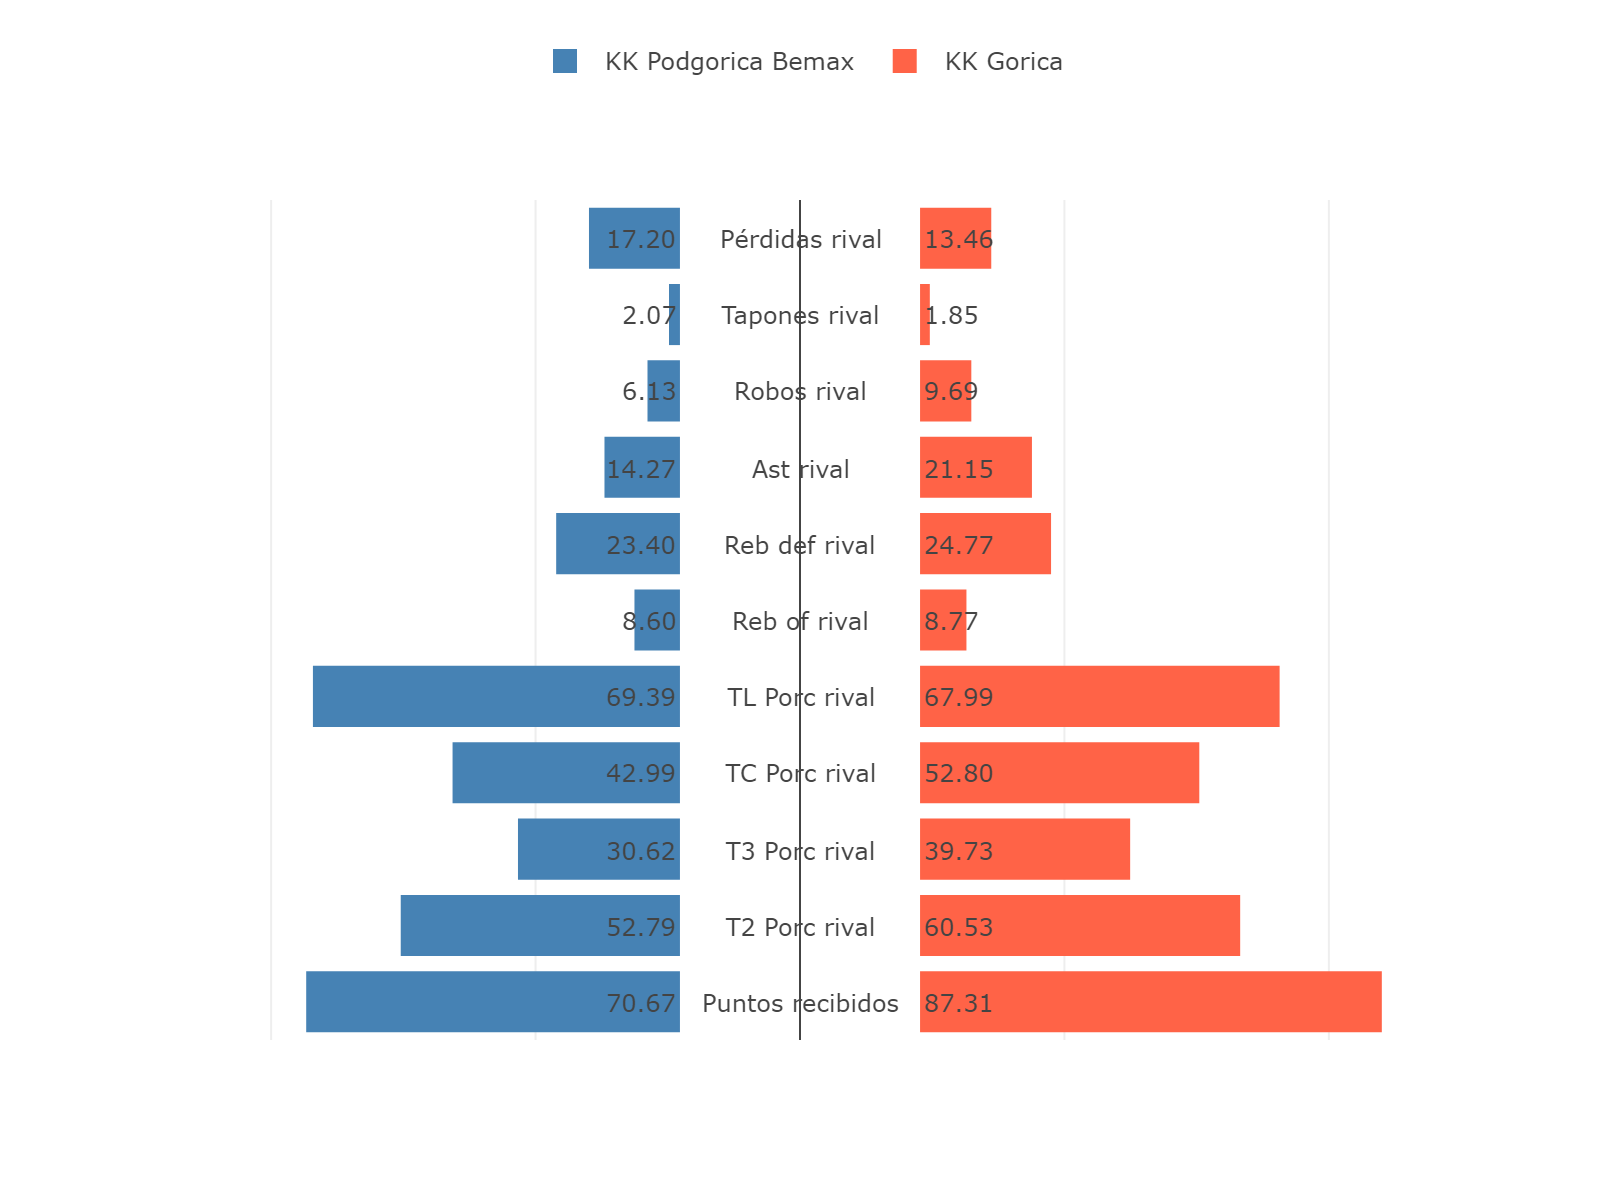 KK Podgorica Bemax KK Gorica
17.20 Pérdidas rival 13.46
2.07 Tapones rival 1.85
6.13 Robos rival 9.69
14.27 Ast rival 21.15
23.40 Reb def rival 24.77
8.60 Reb of rival 8.77
69.39 TL Porc rival 67.99
42.99 TC Porc rival 52.80
30.62 T3 Porc rival 39.73
52.79 T2 Porc rival 60.53
70.67 Puntos recibidos 87.31